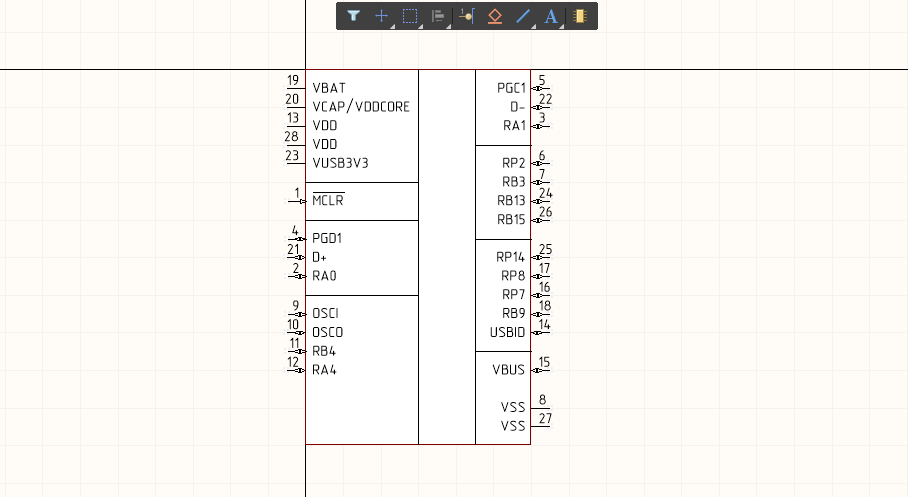 19 VBAT
20 VCAP/VDDCORE
13 VDD
28 VDD
23 VUSB3V3
1 MCLR
4 PGD1
21 D+
2 RA0
9 OSCI
10 OSCO
11 RB4
12 RA4
PGC1 5
D- 22
RA1 3
RP2 6
RB3 7
RB13 24
RB15 26
RP14 25
RP8 17
RP7 16
RB9 18
USBID 14
VBUS 15
VSS 8
VSS 27
A